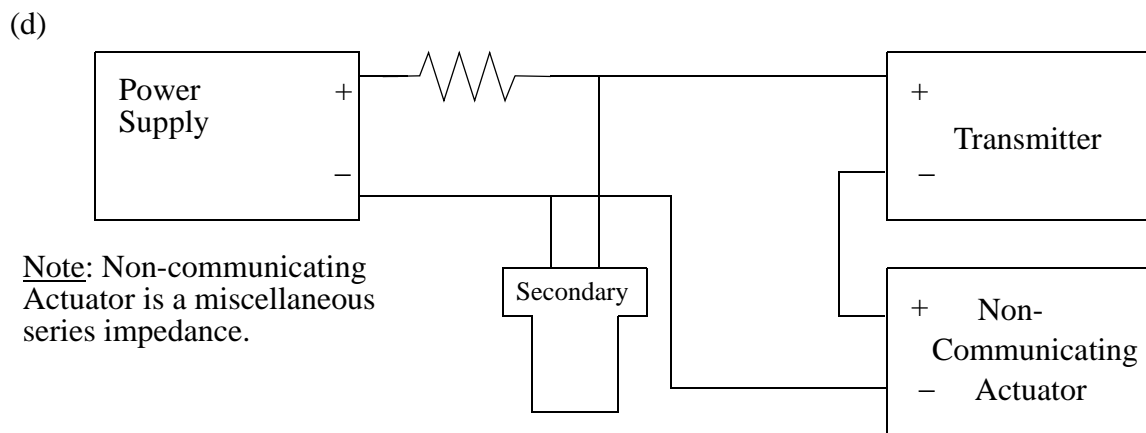 (d)
Power
Supply
+
−
+
Transmitter
−
Note: Non-communicating
Actuator is a miscellaneous
series impedance.
Secondary
+ Non-
Communicating
− Actuator